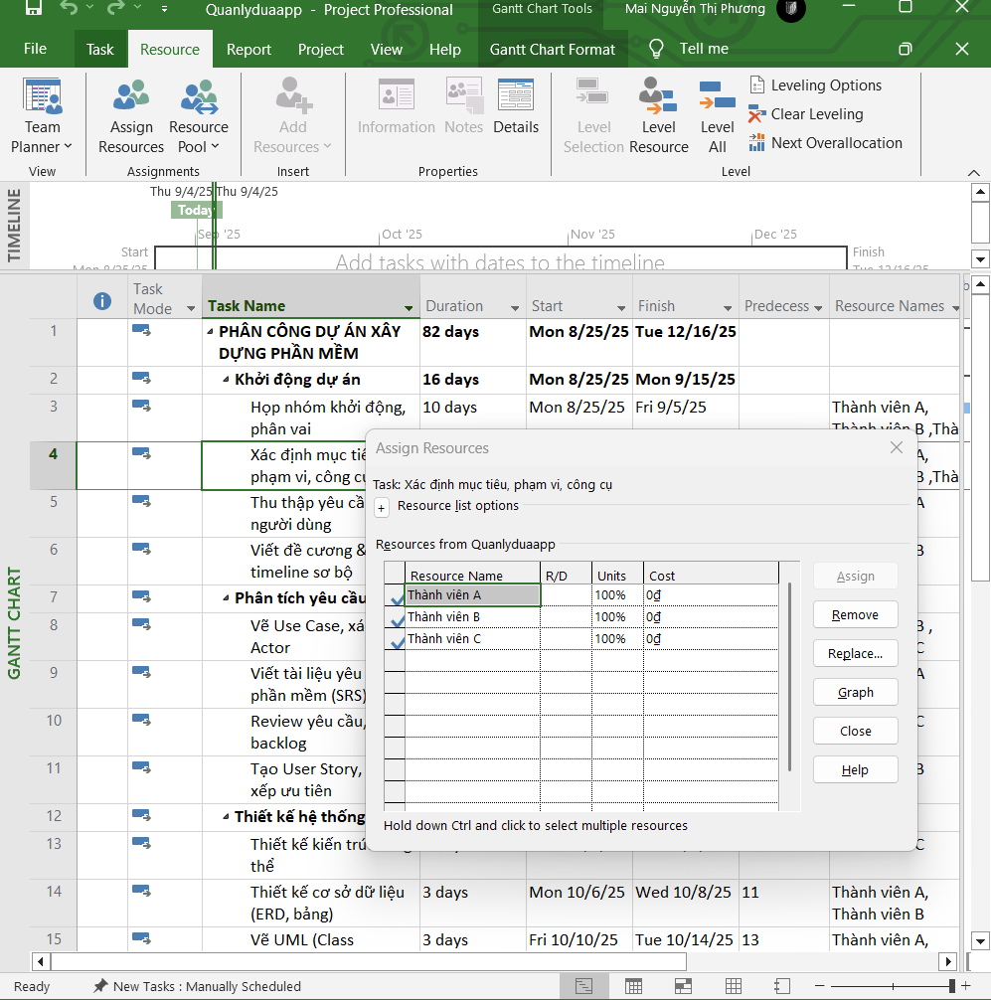 Quanlyduaapp - Project Professional
Gantt Chart Tools
Mai Nguyễn Thị Phương
File
Task
Resource
Report
Project
View
Help
Gantt Chart Format
Tell me
Team
Planner
Assign
Resources
Resource
Pool
Add
Resources
Information
Notes
Details
Level
Selection
Level
Resource
Level
All
Leveling Options
Clear Leveling
Next Overallocation
View
Assignments
Insert
Properties
Level
TIMELINE
Thu 9/4/25
Thu 9/4/25
Today
Sep '25
Oct '25
Nov '25
Dec '25
Start
Mon 8/25/25
Add tasks with dates to the timeline
Finish
Tue 12/16/25
GANTT CHART
Task
Mode
Task Name
Duration
Start
Finish
Predecess
Resource Names
1
PHÂN CÔNG DỰ ÁN XÂY
DỰNG PHẦN MỀM
82 days
Mon 8/25/25
Tue 12/16/25
2
Khởi động dự án
16 days
Mon 8/25/25
Mon 9/15/25
3
Họp nhóm khởi động,
phân vai
10 days
Mon 8/25/25
Fri 9/5/25
Thành viên A,
Thành viên B ,Thà
4
Xác định mục tiê
phạm vi, công cụ
A,
B ,Thà
5
Thu thập yêu cầ
người dùng
A
6
Viết đề cương &
timeline sơ bộ
B
7
Phân tích yêu cầu
8
Vẽ Use Case, xá
Actor
B ,
C
9
Viết tài liệu yêu
phần mềm (SRS)
A
10
Review yêu cầu,
backlog
C
11
Tạo User Story,
xếp ưu tiên
B
12
Thiết kế hệ thống
13
Thiết kế kiến trú
thể
C
14
Thiết kế cơ sở dữ liệu
(ERD, bảng)
3 days
Mon 10/6/25
Wed 10/8/25
11
Thành viên A,
Thành viên B
15
Vẽ UML (Class
3 days
Fri 10/10/25
Tue 10/14/25
13
Thành viên A,
Assign Resources
Task: Xác định mục tiêu, phạm vi, công cụ
+ Resource list options
Resources from Quanlyduaapp
Resource Name
R/D
Units
Cost
Thành viên A
100%
0₫
Thành viên B
100%
0₫
Thành viên C
100%
0₫
Assign
Remove
Replace...
Graph
Close
Help
Hold down Ctrl and click to select multiple resources
Ready
New Tasks : Manually Scheduled